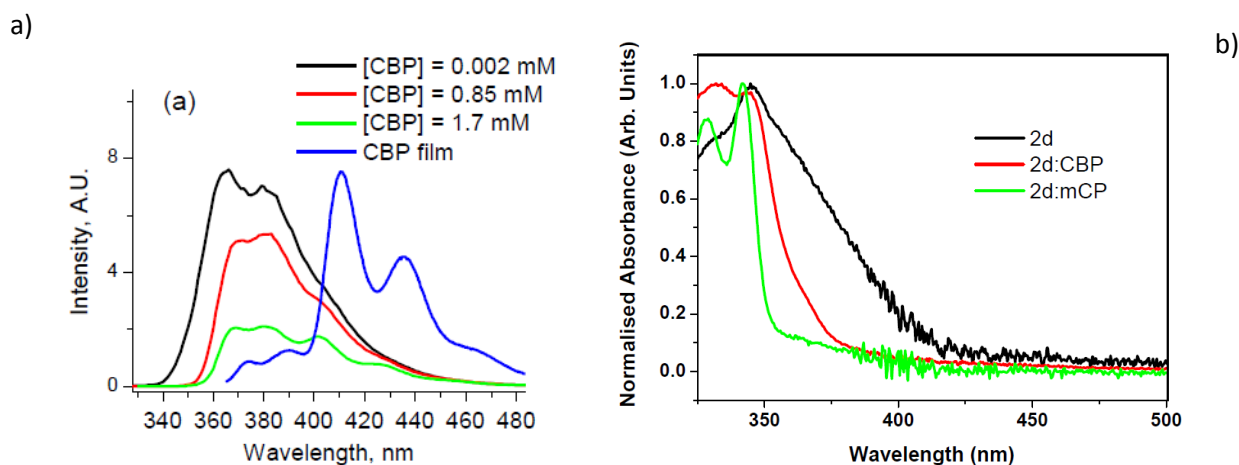 a)
(a)
[CBP] = 0.002 mM
[CBP] = 0.85 mM
[CBP] = 1.7 mM
CBP film
8
4
0
Intensity, A.U.
340 360 380 400 420 440 460 480
Wavelength, nm
b)
1.0
0.8
0.6
0.4
0.2
0.0
Normalised Absorbance (Arb. Units)
2d
2d:CBP
2d:mCP
350 400 450 500
Wavelength (nm)